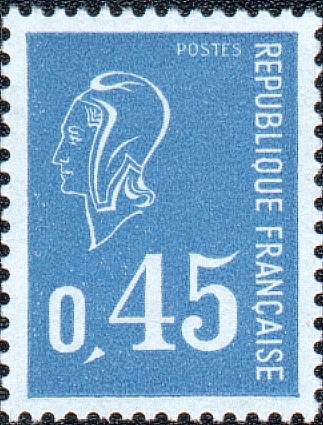 POSTES
REPUBLIQUE FRANÇAISE
0,45